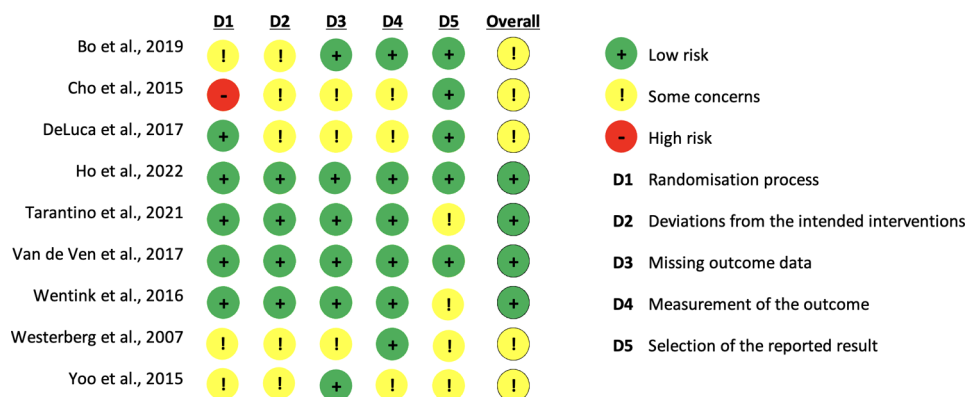 D1 D2 D3 D4 D5 Overall
Bo et al., 2019 ! ! + + + !
Cho et al., 2015 - ! ! ! + !
DeLuca et al., 2017 + ! ! ! + !
Ho et al., 2022 + + + + + +
Tarantino et al., 2021 + + + + ! +
Van de Ven et al., 2017 + + + + + +
Wentink et al., 2016 + + + + ! +
Westerberg et al., 2007 ! ! ! + ! !
Yoo et al., 2015 ! ! + ! ! !
+ Low risk
! Some concerns
- High risk
D1 Randomisation process
D2 Deviations from the intended interventions
D3 Missing outcome data
D4 Measurement of the outcome
D5 Selection of the reported result